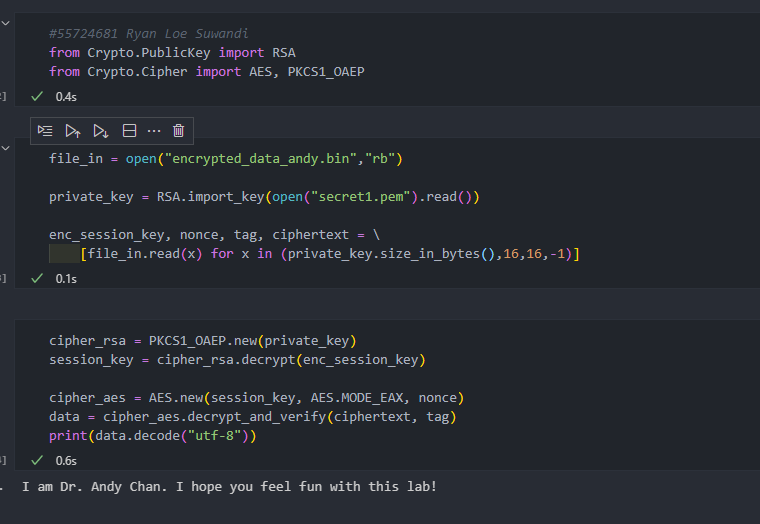 #55724681 Ryan Loe Suwandi
from Crypto.PublicKey import RSA
from Crypto.Cipher import AES, PKCS1_OAEP
0.4s
file_in = open("encrypted_data_andy.bin","rb")
private_key = RSA.import_key(open("secret1.pem").read())
enc_session_key, nonce, tag, ciphertext = \
[file_in.read(x) for x in (private_key.size_in_bytes(),16,16,-1)]
0.1s
cipher_rsa = PKCS1_OAEP.new(private_key)
session_key = cipher_rsa.decrypt(enc_session_key)
cipher_aes = AES.new(session_key, AES.MODE_EAX, nonce)
data = cipher_aes.decrypt_and_verify(ciphertext, tag)
print(data.decode("utf-8"))
0.6s
I am Dr. Andy Chan. I hope you feel fun with this lab!